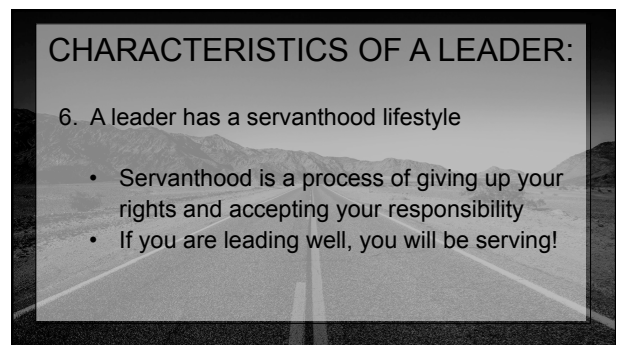 CHARACTERISTICS OF A LEADER:
6. A leader has a servanthood lifestyle
• Servanthood is a process of giving up your
rights and accepting your responsibility
• If you are leading well, you will be serving!